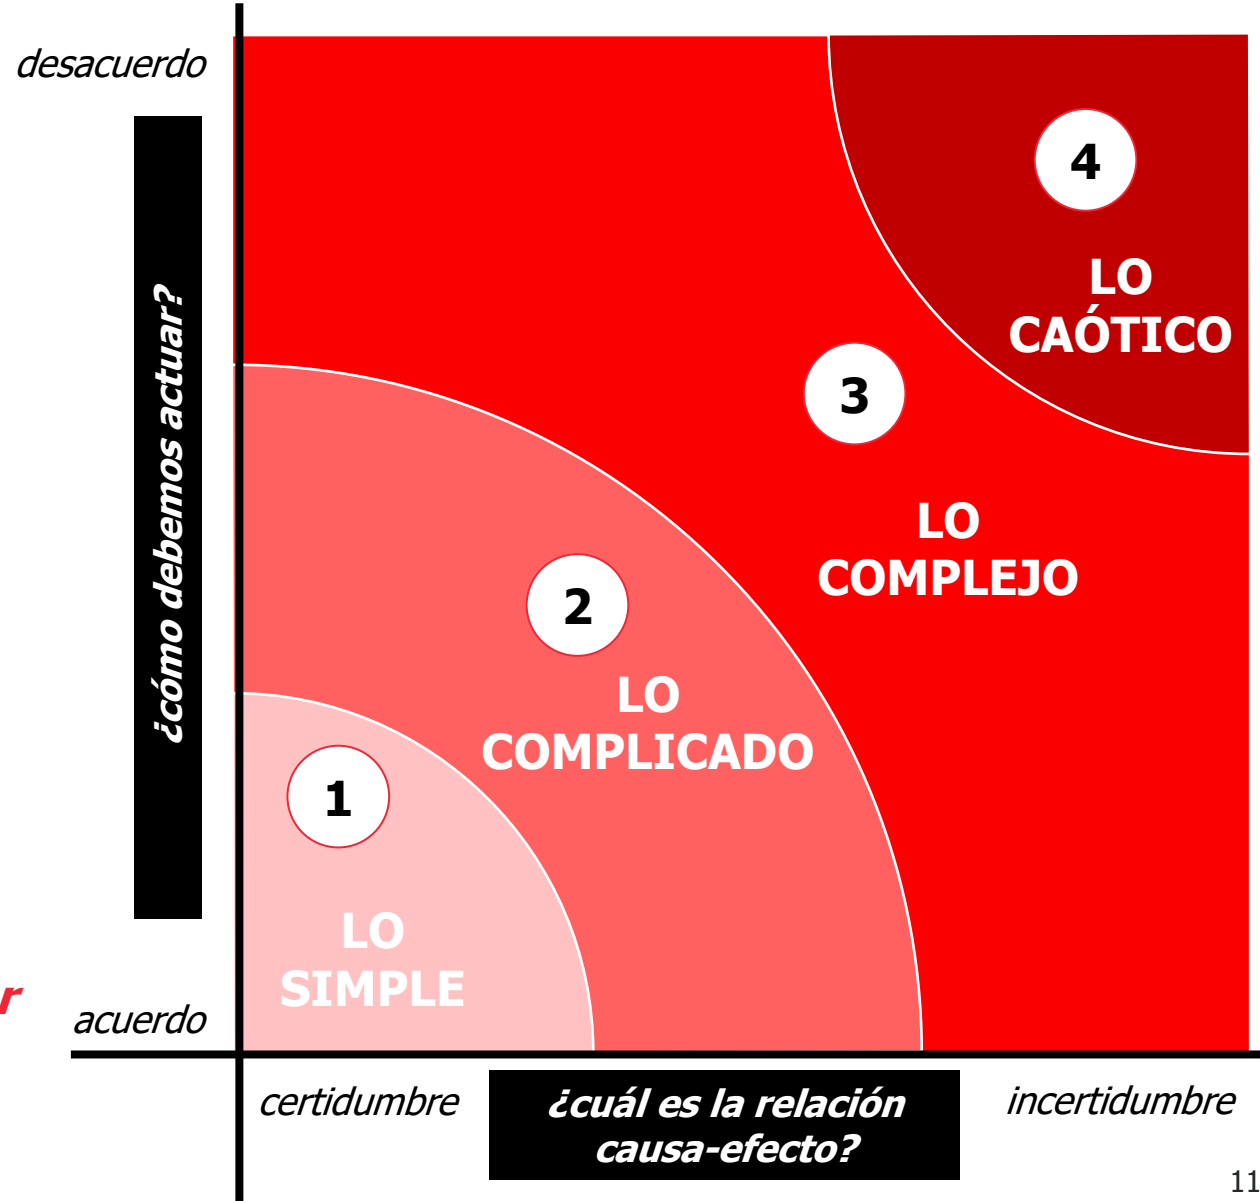 desacuerdo
4
LO
CAÓTICO
¿cómo debemos actuar?
3
LO
COMPLEJO
2
LO
COMPLICADO
1
LO
SIMPLE
r
acuerdo
certidumbre
¿cuál es la relación
causa-efecto?
incertidumbre
11